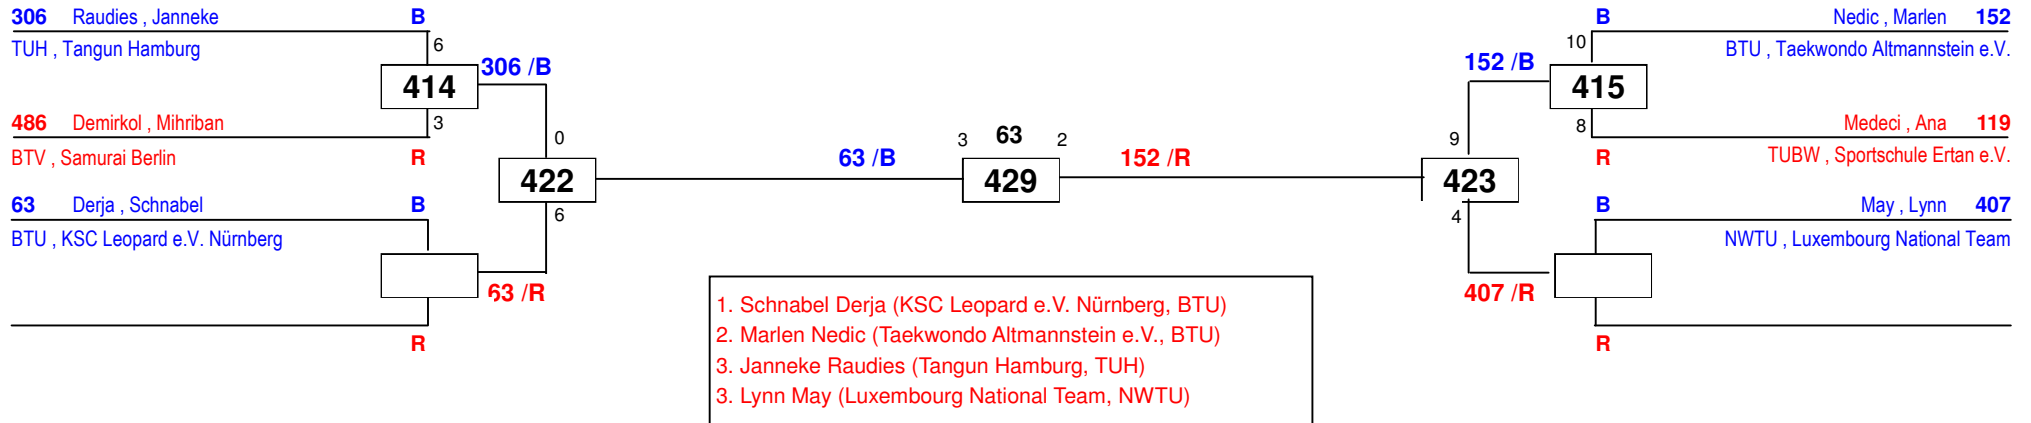 306 Raudies , Janneke B
6
TUH , Tangun Hamburg
306 /B
414
486 Demirkol , Mihriban 3
BTV , Samurai Berlin R
0
422
6
63 Derja , Schnabel B
BTU , KSC Leopard e.V. Nürnberg
63 /R
R
63 /B
3 63 2
429
152 /R
B Nedic , Marlen 152
10
BTU , Taekwondo Altmannstein e.V.
152 /B
415
8 Medeci , Ana 119
R TUBW , Sportschule Ertan e.V.
9
423
4
B May , Lynn 407
NWTU , Luxembourg National Team
407 /R
R
1. Schnabel Derja (KSC Leopard e.V. Nürnberg, BTU)
2. Marlen Nedic (Taekwondo Altmannstein e.V., BTU)
3. Janneke Raudies (Tangun Hamburg, TUH)
3. Lynn May (Luxembourg National Team, NWTU)